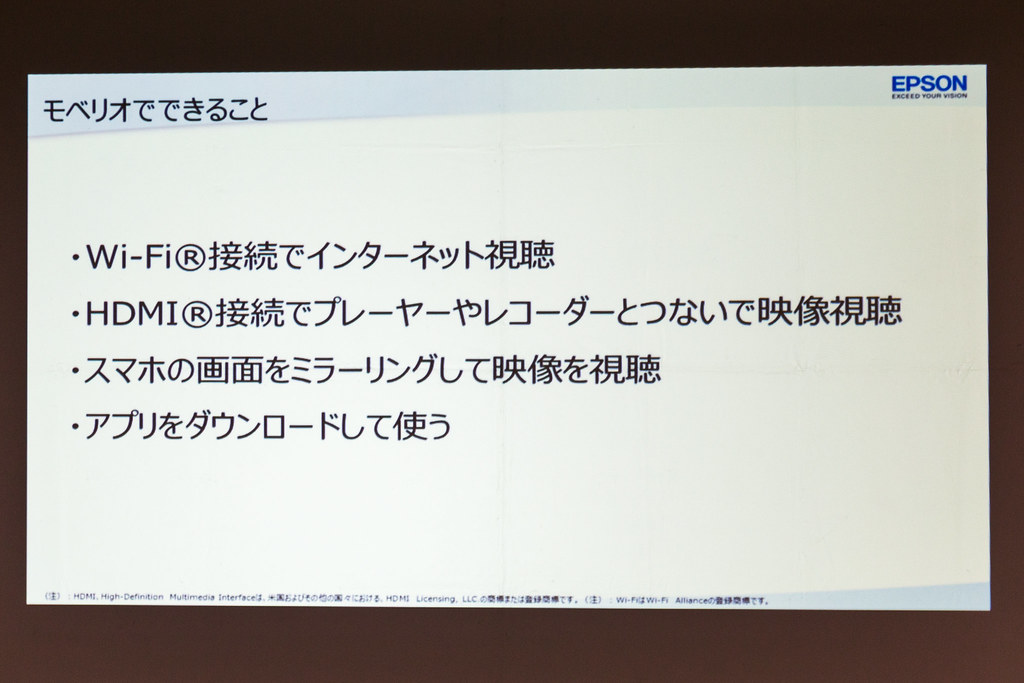 EPSON
EXCEED YOUR VISION
モベリオでできること
・Wi-Fi®接続でインターネット視聴
・HDMI®接続でプレーヤーやレコーダーとつないで映像視聴
・スマホの画面をミラーリングして映像を視聴
・アプリをダウンロードして使う
（注）：HDMI、High-Definition Multimedia Interfaceは、米国およびその他の国々における、HDMI Licensing, LLC.の商標または登録商標です。（注）：Wi-FiはWi-Fi Allianceの登録商標です。